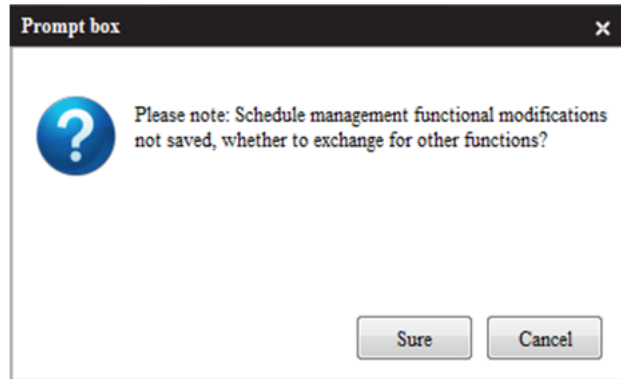 Prompt box
Please note: Schedule management functional modifications
not saved, whether to exchange for other functions?
Sure
Cancel